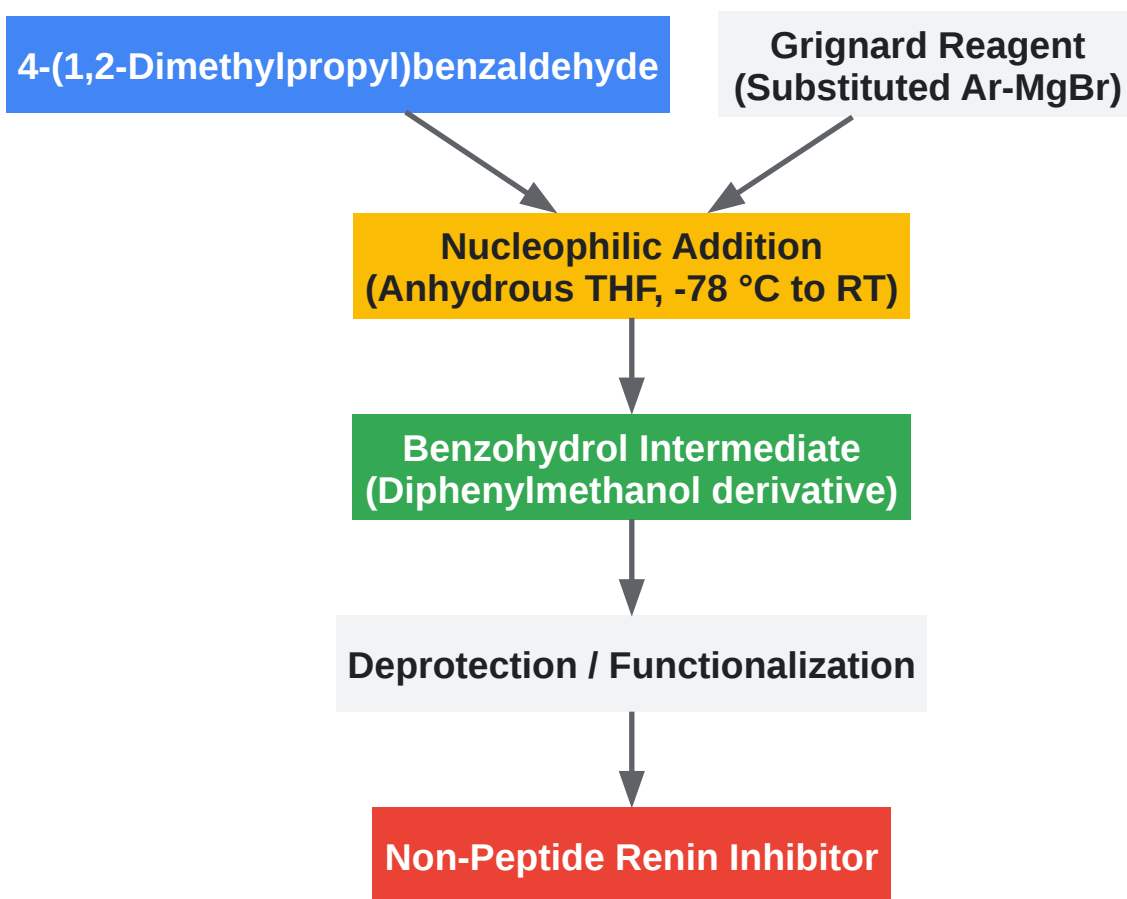 4-(1,2-Dimethylpropyl)benzaldehyde
Grignard Reagent
(Substituted Ar-MgBr)
Nucleophilic Addition
(Anhydrous THF, -78 °C to RT)
Benzohydrol Intermediate
(Diphenylmethanol derivative)
Deprotection / Functionalization
Non-Peptide Renin Inhibitor